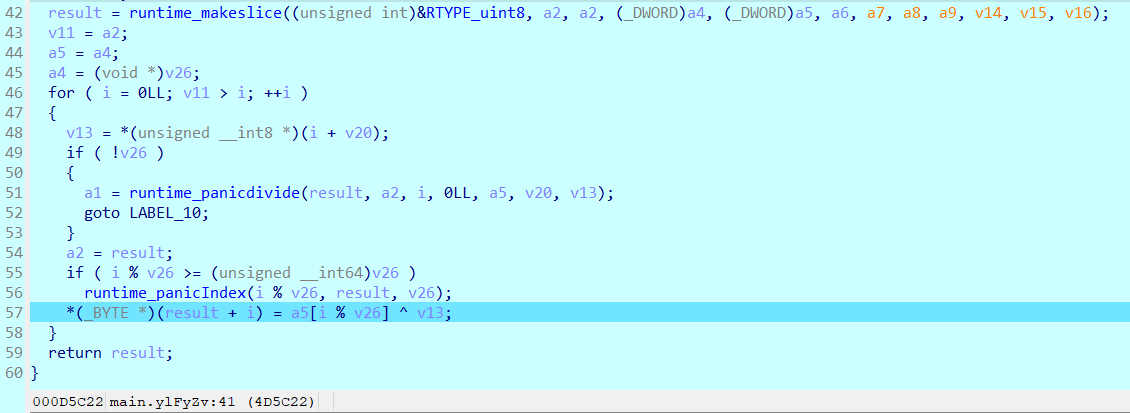 42 result = runtime_makeslice((unsigned int)&RTYPE_uint8, a2, a2, (_DWORD)a4, (_DWORD)a5, a6, a7, a8, a9, v14, v15, v16);
43 v11 = a2;
44 a5 = a4;
45 a4 = (void *)v26;
46 for ( i = 0LL; v11 > i; ++i )
47 {
48 v13 = *(unsigned __int8 *)(i + v20);
49 if ( !v26 )
50 {
51 a1 = runtime_panicdivide(result, a2, i, 0LL, a5, v20, v13);
52 goto LABEL_10;
53 }
54 a2 = result;
55 if ( i % v26 >= (unsigned __int64)v26 )
56 runtime_panicIndex(i % v26, result, v26);
57 *(_BYTE *)(result + i) = a5[i % v26] ^ v13;
58 }
59 return result;
60 }
000D5C22 main.ylFyZv:41 (4D5C22)